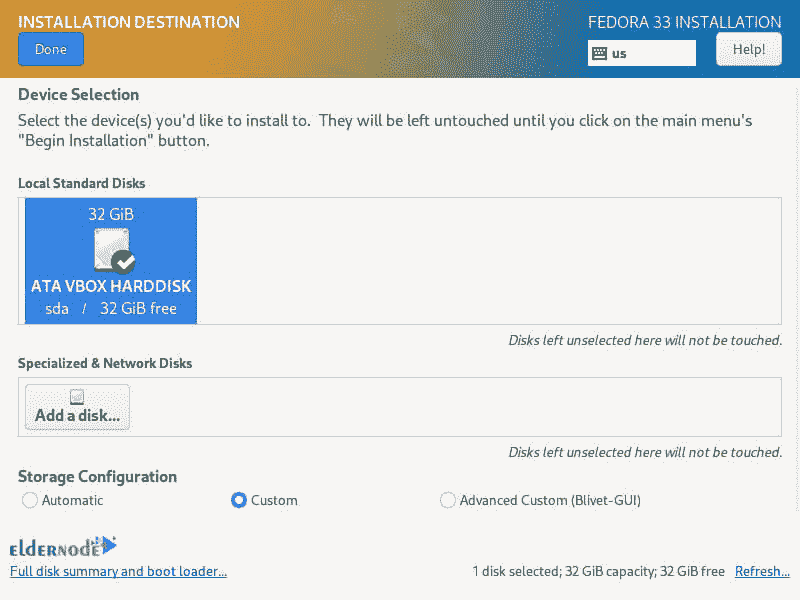 INSTALLATION DESTINATION
FEDORA 33 INSTALLATION
Done
us
Help!
Device Selection
Select the device(s) you'd like to install to. They will be left untouched until you click on the main menu's
"Begin Installation" button.
Local Standard Disks
32 GiB
ATA VBOX HARDDISK
sda / 32 GiB free
Disks left unselected here will not be touched.
Specialized & Network Disks
Add a disk...
Disks left unselected here will not be touched.
Storage Configuration
Automatic
Custom
Advanced Custom (Blivet-GUI)
ELDERNODE
Full disk summary and boot loader...
1 disk selected; 32 GiB capacity; 32 GiB free
Refresh...